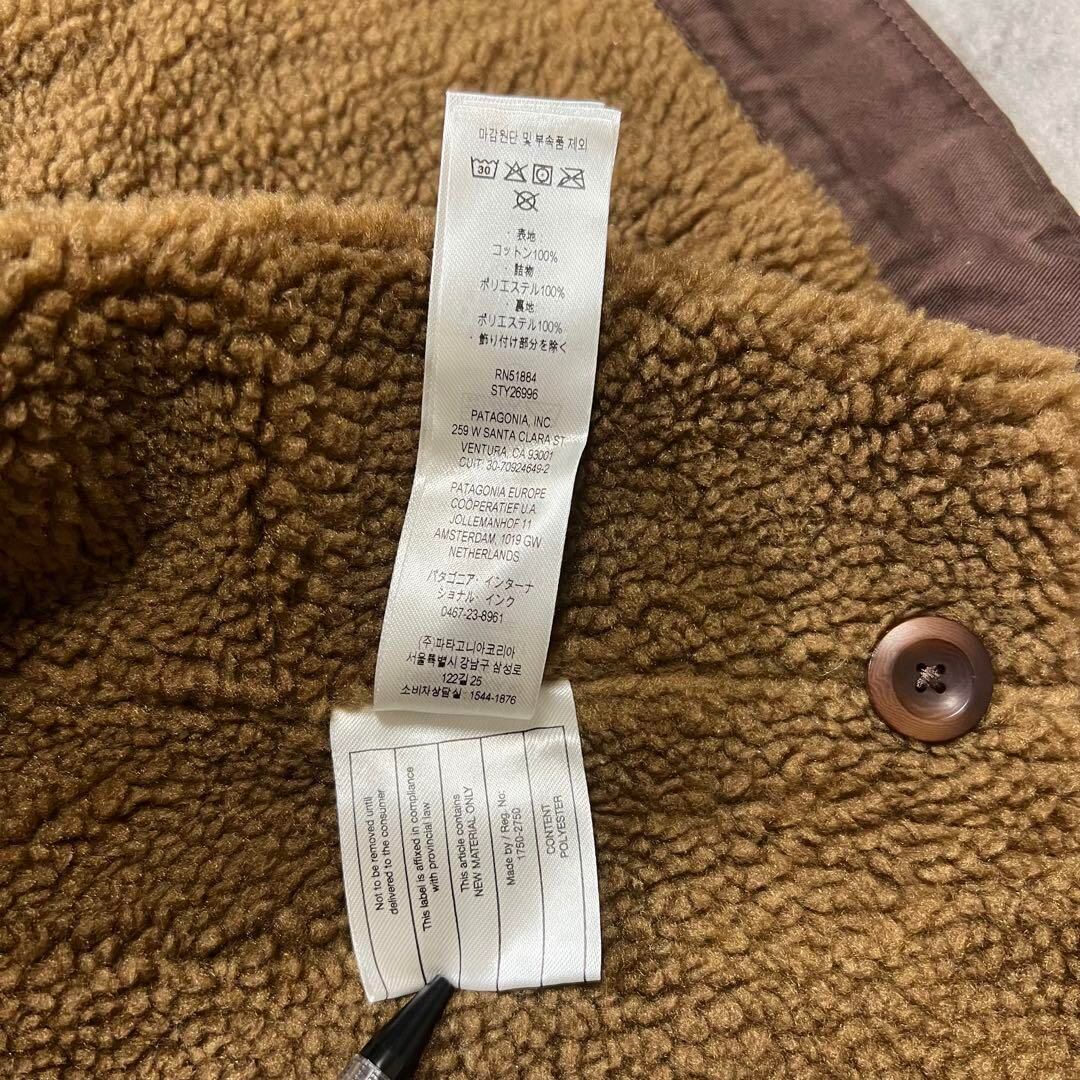 마감원단 및 부속품 제외
30
・表地
コットン100%
・詰物
ポリエステル100%
・裏地
ポリエステル100%
・飾り付け部分を除く
RN51884
STY26996
PATAGONIA, INC.
259 W SANTA CLARA ST
VENTURA, CA 93001
CUIT: 30-70924649-2
PATAGONIA EUROPE
COÖPERATIEF U.A
JOLLEMANHOF 11
AMSTERDAM, 1019 GW
NETHERLANDS
パタゴニア・インターナ
ショナル・インク
0467-23-8961
(주)파타고니아코리아
서울특별시 강남구 삼성로
122길 25
소비자상담실 : 1544-1876
Not to be removed until
delivered to the consumer
This label is affixed in compliance
with provincial law
This article contains
NEW MATERIAL ONLY
Made by / Reg. No:
1750-2750
CONTENT
POLYESTER